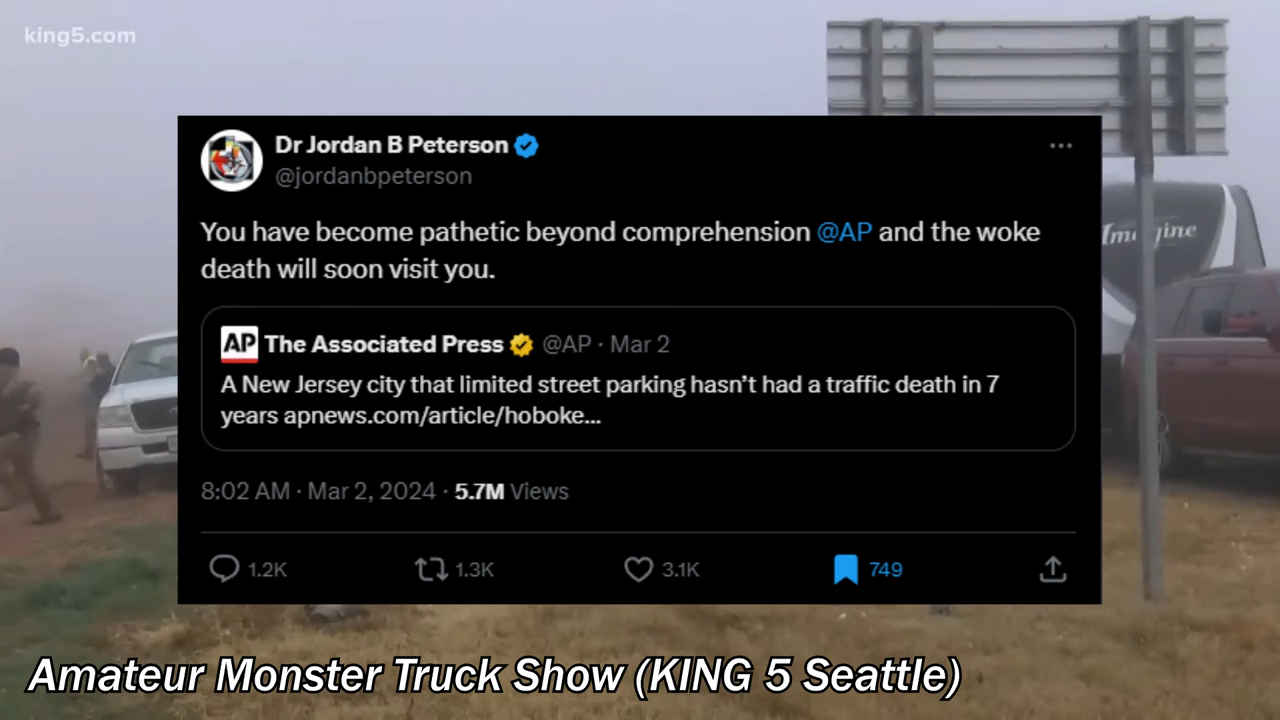 king5.com
Dr Jordan B Peterson
@jordanbpeterson
You have become pathetic beyond comprehension @AP and the woke
death will soon visit you.
AP The Associated Press @AP · Mar 2
A New Jersey city that limited street parking hasn't had a traffic death in 7
years apnews.com/article/hoboke...
8:02 AM · Mar 2, 2024 · 5.7M Views
1.2K 1.3K 3.1K 749
Imagine
Amateur Monster Truck Show (KING 5 Seattle)